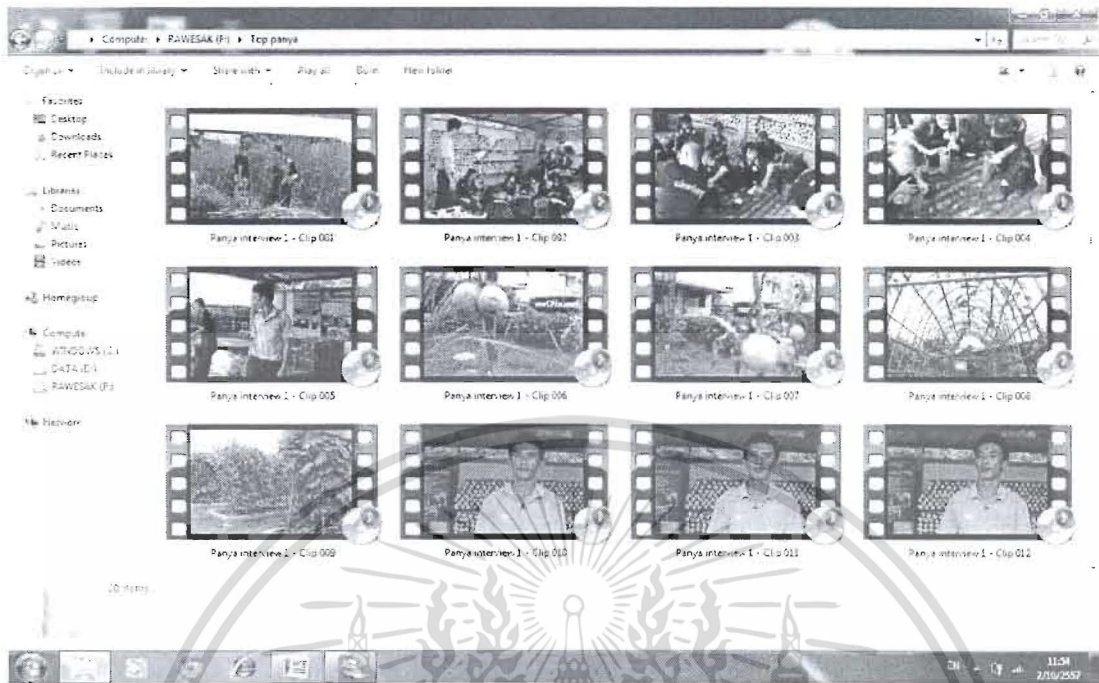 Computer ▸ RAWESAK (F:) ▸ Top panya
Organize Include in library Share with Play all Burn New folder
Favorites
Desktop
Downloads
Recent Places
Libraries
Documents
Music
Pictures
Videos
Homegroup
Computer
WINDOWS (C:)
DATA (D:)
RAWESAK (F:)
Network
Panya interview 1 - Clip 001
Panya interview 1 - Clip 002
Panya interview 1 - Clip 003
Panya interview 1 - Clip 004
Panya interview 1 - Clip 005
Panya interview 1 - Clip 006
Panya interview 1 - Clip 007
Panya interview 1 - Clip 008
Panya interview 1 - Clip 009
Panya interview 1 - Clip 010
Panya interview 1 - Clip 011
Panya interview 1 - Clip 012
20 items
EN
11:54
2/10/2557